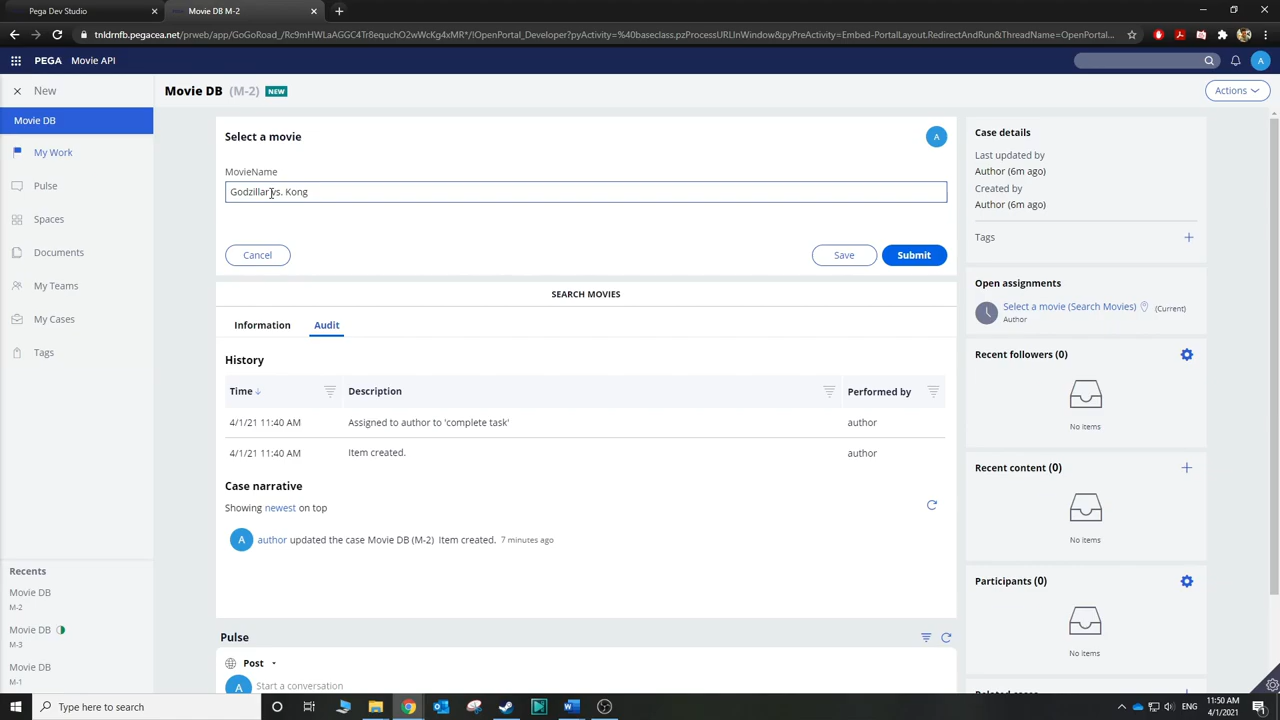 Pega Dev Studio
Movie DB M-2
tnldrnfb.pegacea.net/prweb/app/GoGoRoad_/Rc9mHWLaAGGC4Tr8equchO2wWcKg4xMR*/!OpenPortal_Developer?pyActivity=%40baseclass.pzProcessURLInWindow&pyPreActivity=Embed-PortalLayout.RedirectAndRun&ThreadName=OpenPortal...
PEGA Movie API
A
New
Movie DB (M-2) NEW
Actions
Movie DB
My Work
Pulse
Spaces
Documents
My Teams
My Cases
Tags
Recents
Movie DB
M-2
Movie DB
M-3
Movie DB
M-1
Select a movie
A
MovieName
Godzillar vs. Kong
Cancel
Save
Submit
SEARCH MOVIES
Information
Audit
History
Time
Description
Performed by
4/1/21 11:40 AM Assigned to author to 'complete task' author
4/1/21 11:40 AM Item created. author
Case narrative
Showing newest on top
A author updated the case Movie DB (M-2) Item created. 7 minutes ago
Pulse
Post
A Start a conversation
Case details
Last updated by
Author (6m ago)
Created by
Author (6m ago)
Tags
Open assignments
Select a movie (Search Movies) (Current)
Author
Recent followers (0)
No items
Recent content (0)
No items
Participants (0)
No items
Type here to search
11:50 AM
4/1/2021